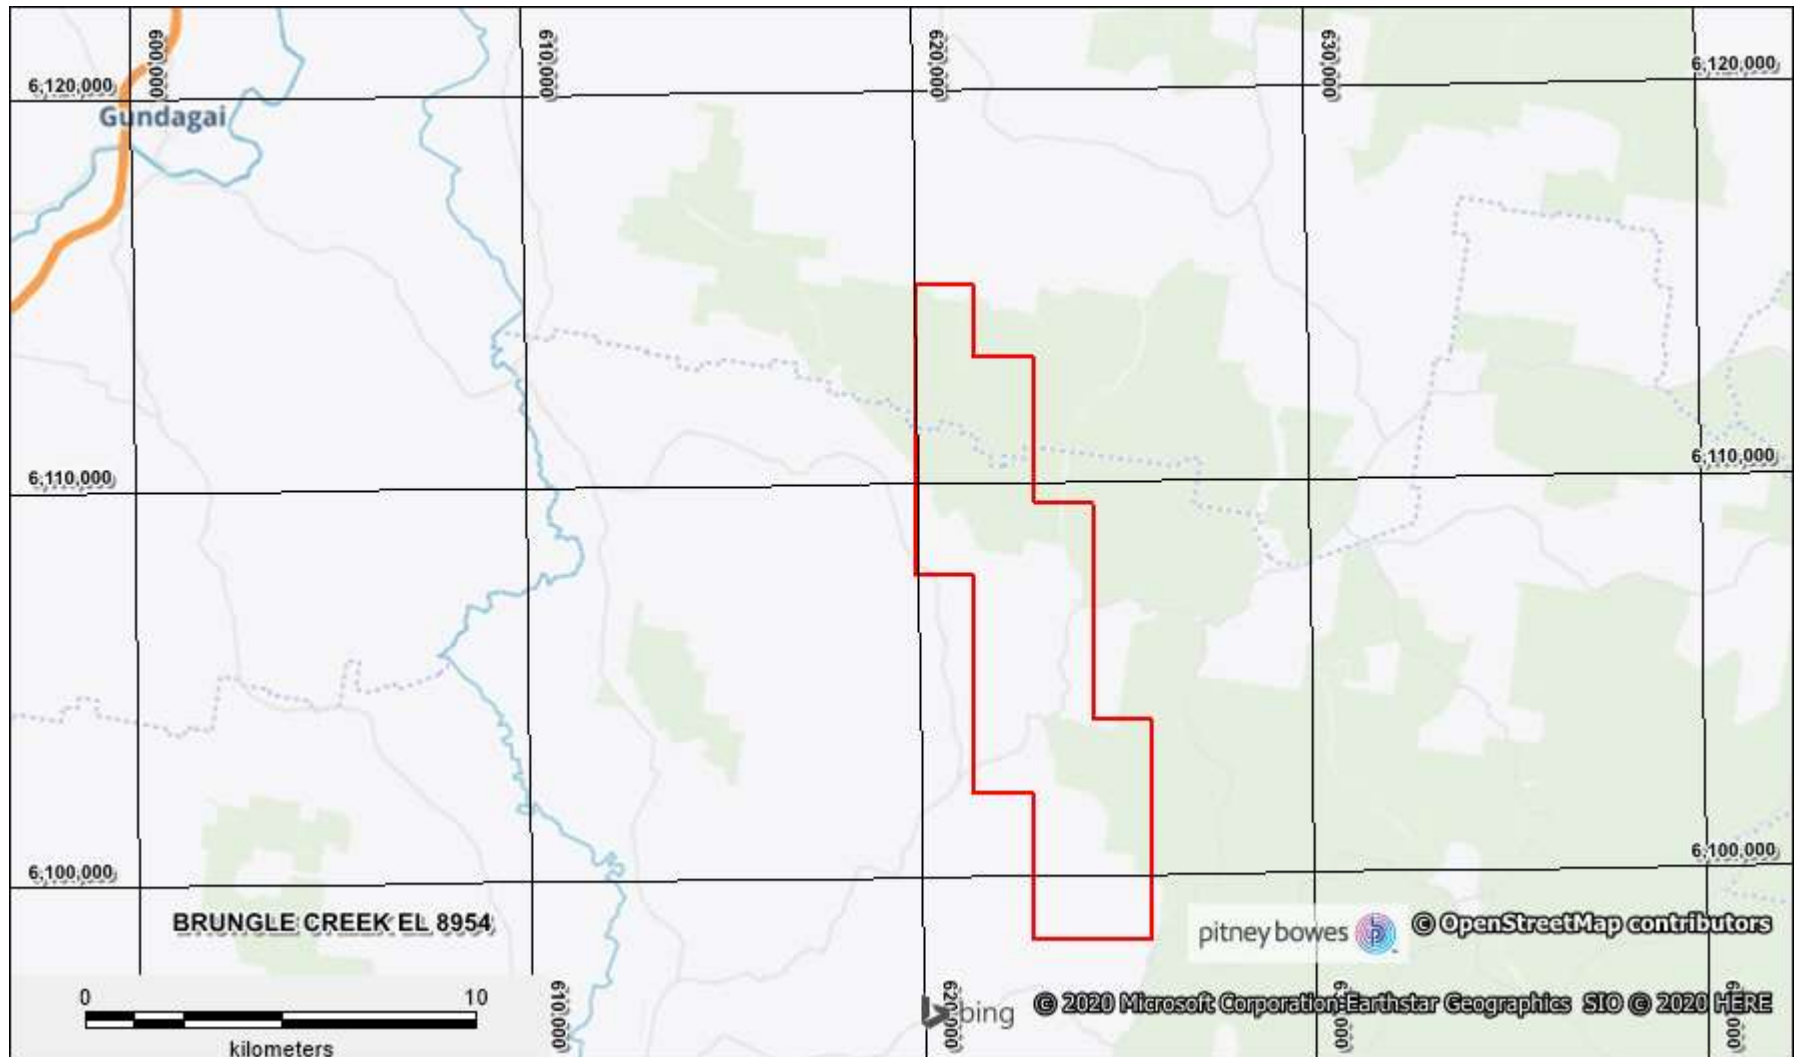 600,000
610,000
620,000
630,000
6,120,000
6,120,000
Gundagai
6,110,000
6,110,000
6,100,000
6,100,000
BRUNGLE CREEK EL 8954
pitney bowes
© OpenStreetMap contributors
0 10
kilometers
610,000
620,000
bing
© 2020 Microsoft Corporation Earthstar Geographics SIO © 2020 HERE